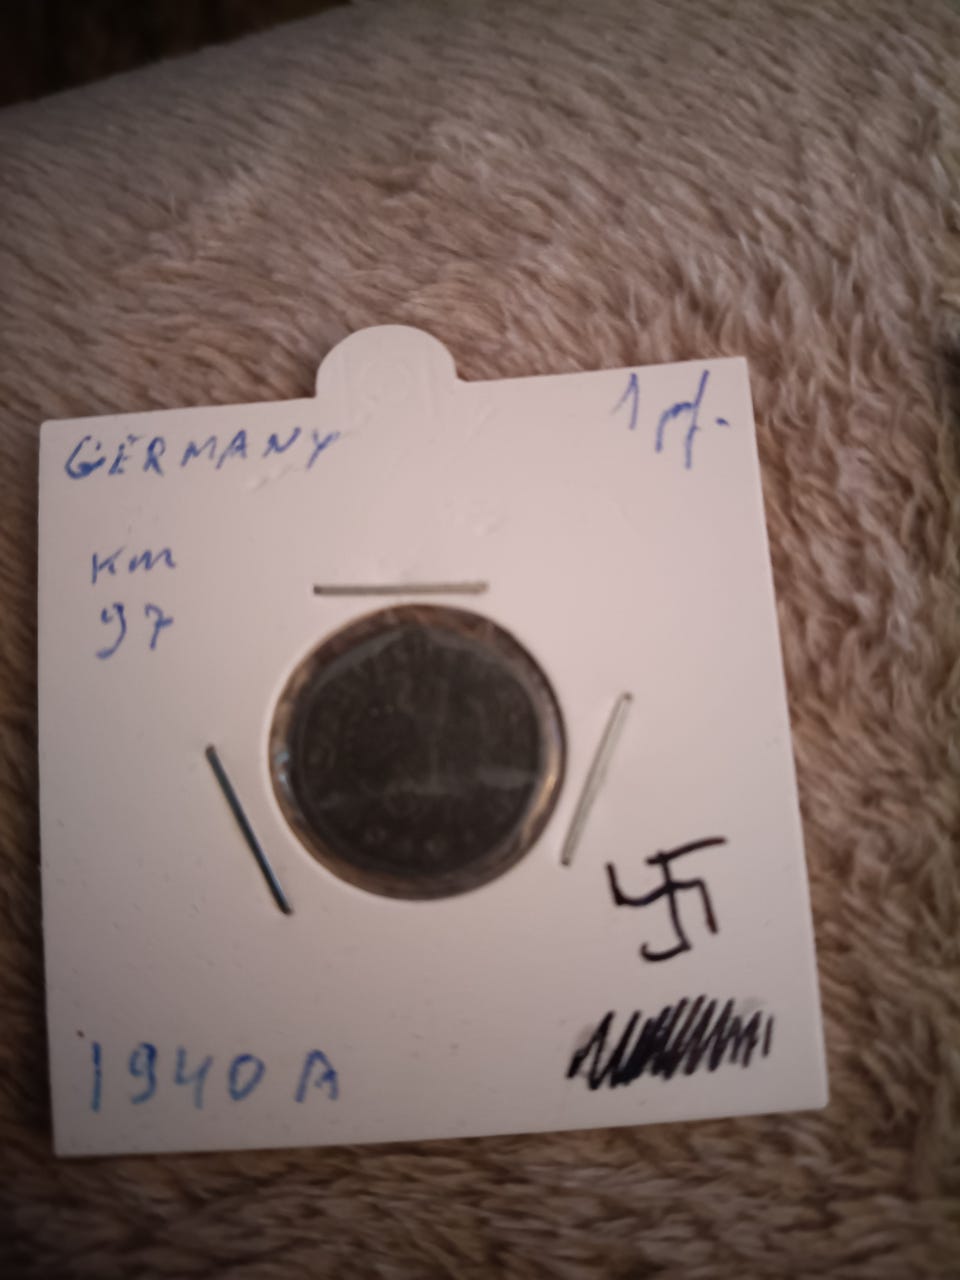 GERMANY
1 pf.
KM
97
1940 A